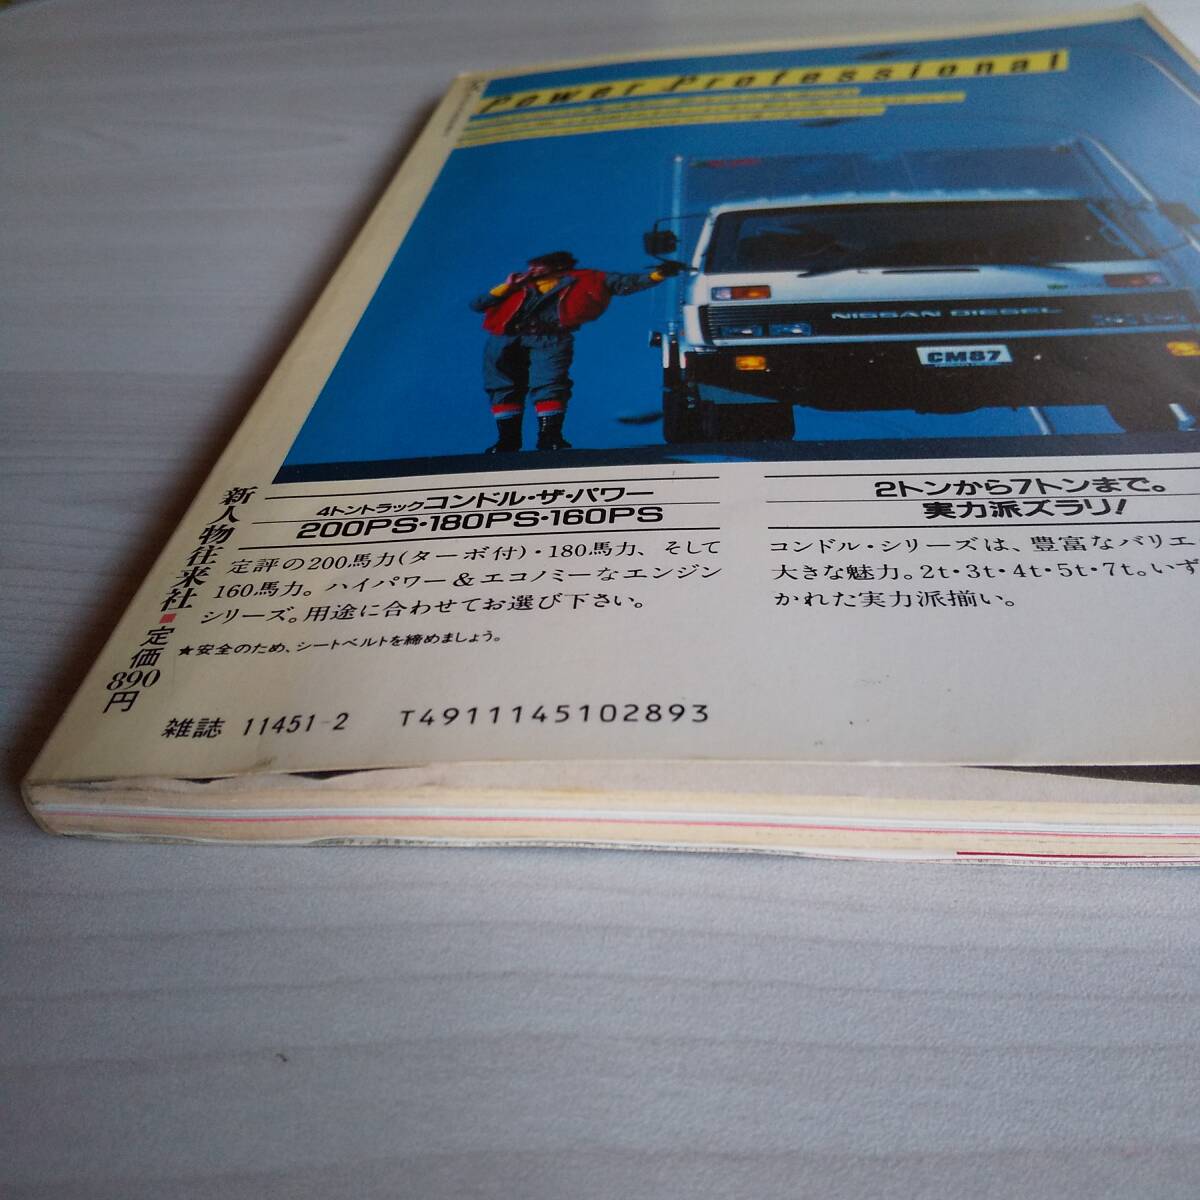 Power Professional
NISSAN DIESEL
CM87
4トントラックコンドル・ザ・パワー
200PS・180PS・160PS
定評の200馬力(ターボ付)・180馬力、そして
160馬力。ハイパワー&エコノミーなエンジン
シリーズ。用途に合わせてお選び下さい。
★安全のため、シートベルトを締めましょう。
2トンから7トンまで。
実力派ズラリ!
コンドル・シリーズは、豊富なバリエ
大きな魅力。2t・3t・4t・5t・7t。いず
かれた実力派揃い。
新人物往来社■定価890円
雑誌 11451-2 T4911145102893